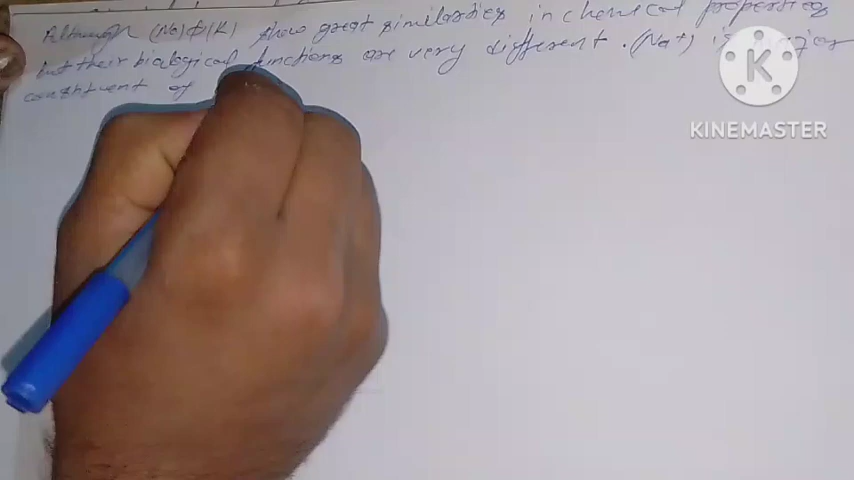 Although (Na) & (K) show great similarities in chemical properties
but their biological functions are very different. (Na+) is major
constituent of
K
KINEMASTER